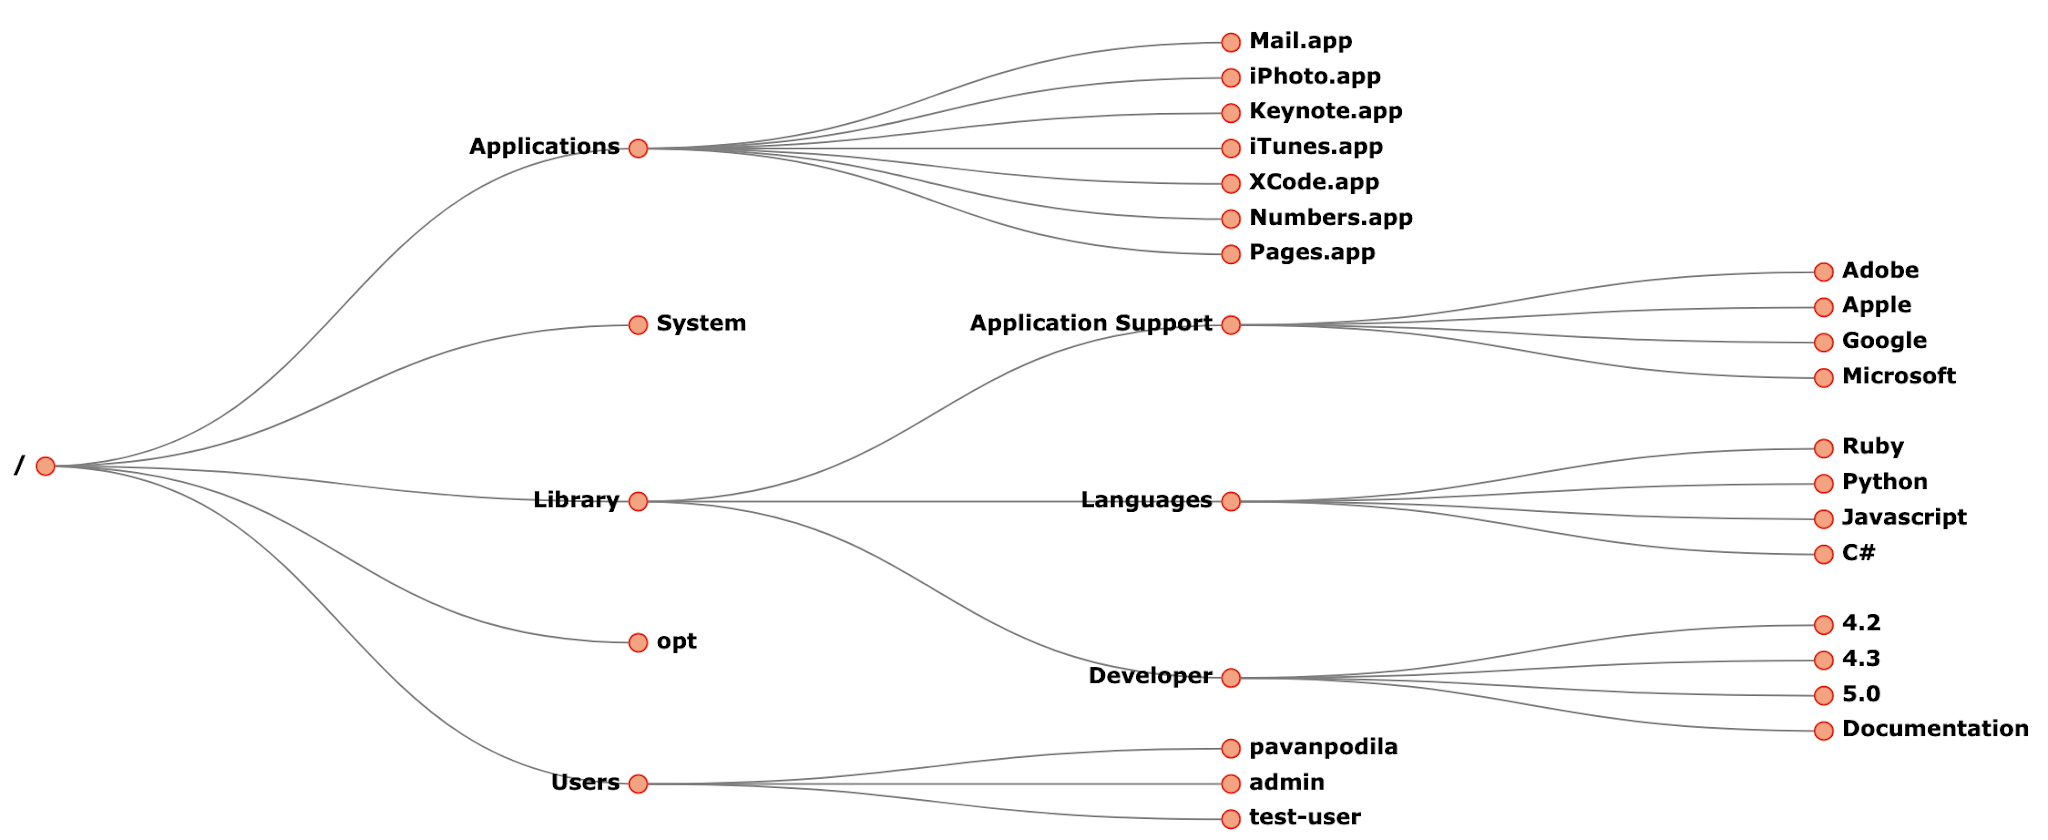 /
Applications
Mail.app
iPhoto.app
Keynote.app
iTunes.app
XCode.app
Numbers.app
Pages.app
System
Library
Application Support
Adobe
Apple
Google
Microsoft
Languages
Ruby
Python
Javascript
C#
Developer
4.2
4.3
5.0
Documentation
opt
Users
pavanpodila
admin
test-user